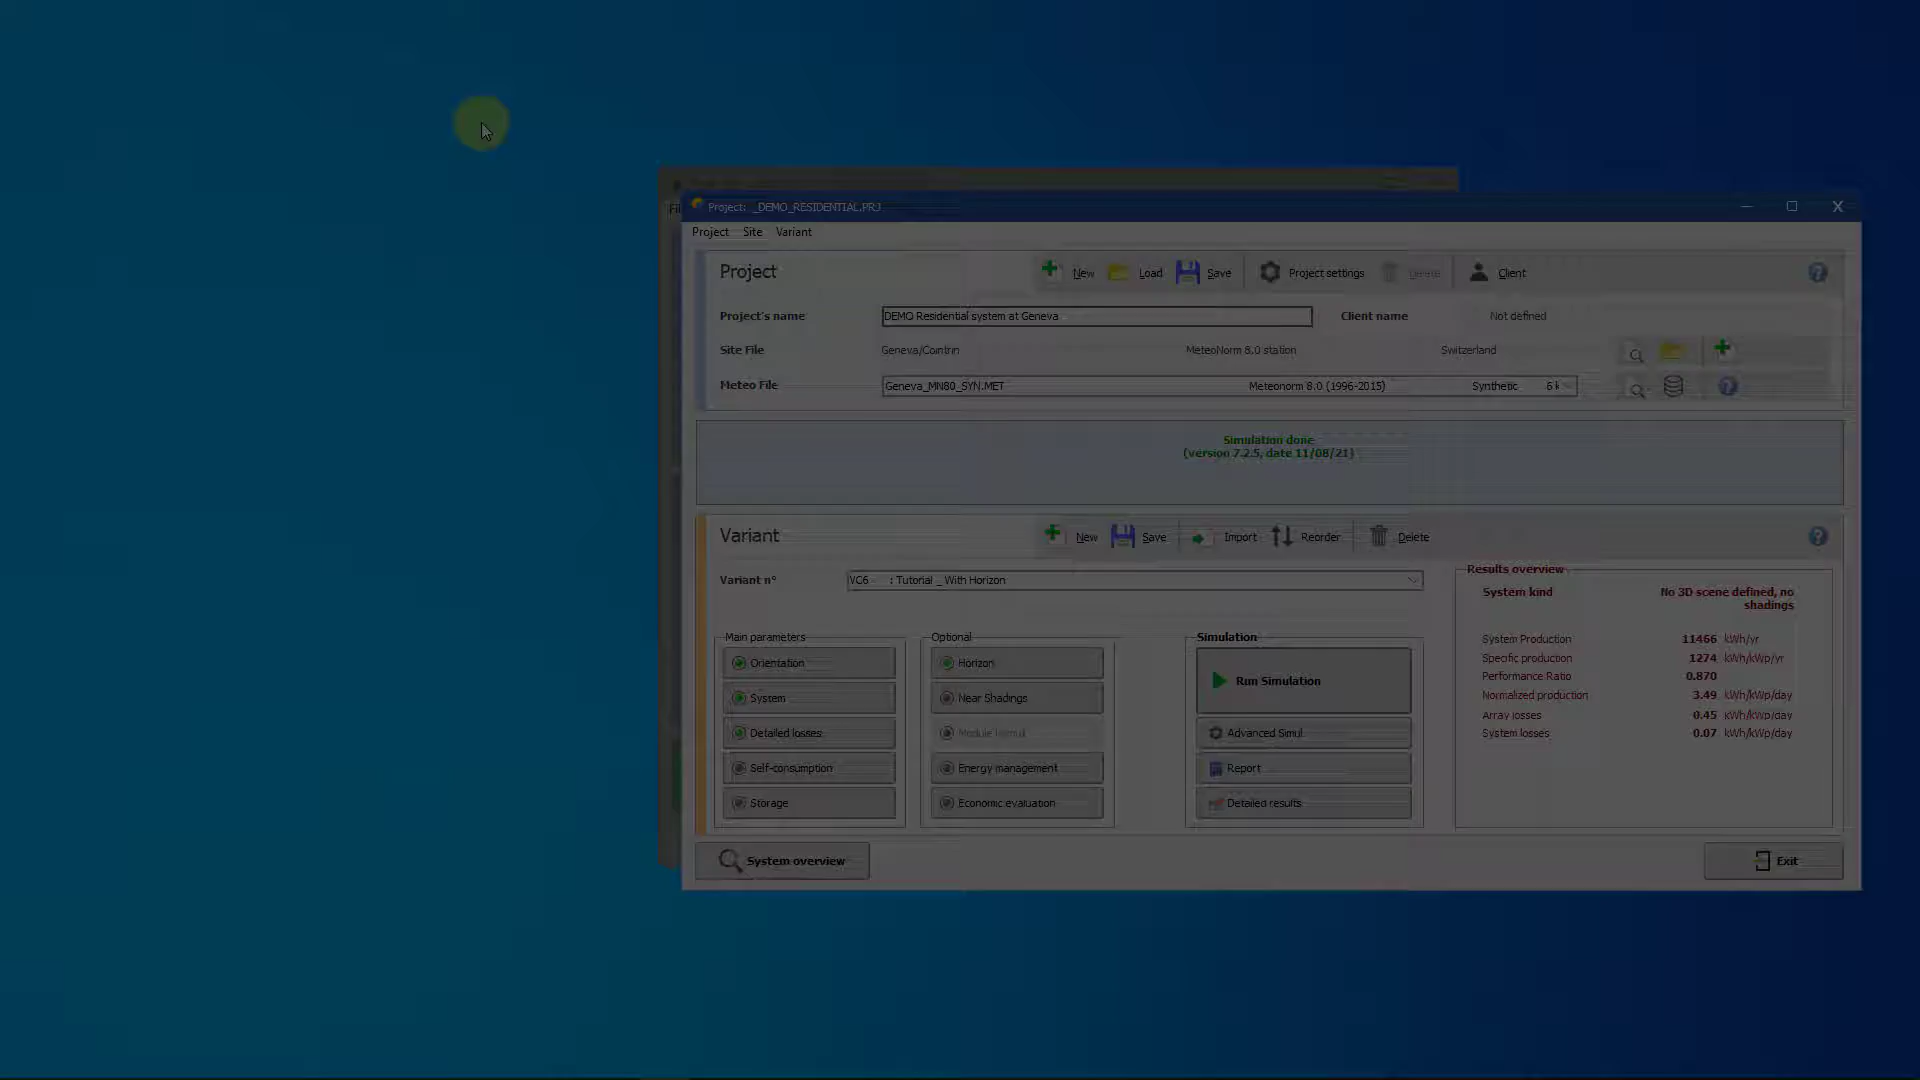 Fil
Project: _DEMO_RESIDENTIAL.PRJ
Project Site Variant
Project
New Load Save Project settings Delete Client
Project's name DEMO Residential system at Geneva Client name Not defined
Site File Geneva/Cointrin MeteoNorm 8.0 station Switzerland
Meteo File Geneva_MN80_SYN.MET Meteonorm 8.0 (1996-2015) Synthetic 6 k
Simulation done
(version 7.2.5, date 11/08/21)
Variant
New Save Import Reorder Delete
Variant n° VC6 : Tutorial _ With Horizon
Main parameters
Orientation
System
Detailed losses
Self-consumption
Storage
Optional
Horizon
Near Shadings
Module layout
Energy management
Economic evaluation
Simulation
Run Simulation
Advanced Simul.
Report
Detailed results
Results overview
System kind No 3D scene defined, no
shadings
System Production 11466 kWh/yr
Specific production 1274 kWh/kWp/yr
Performance Ratio 0.870
Normalized production 3.49 kWh/kWp/day
Array losses 0.45 kWh/kWp/day
System losses 0.07 kWh/kWp/day
System overview
Exit